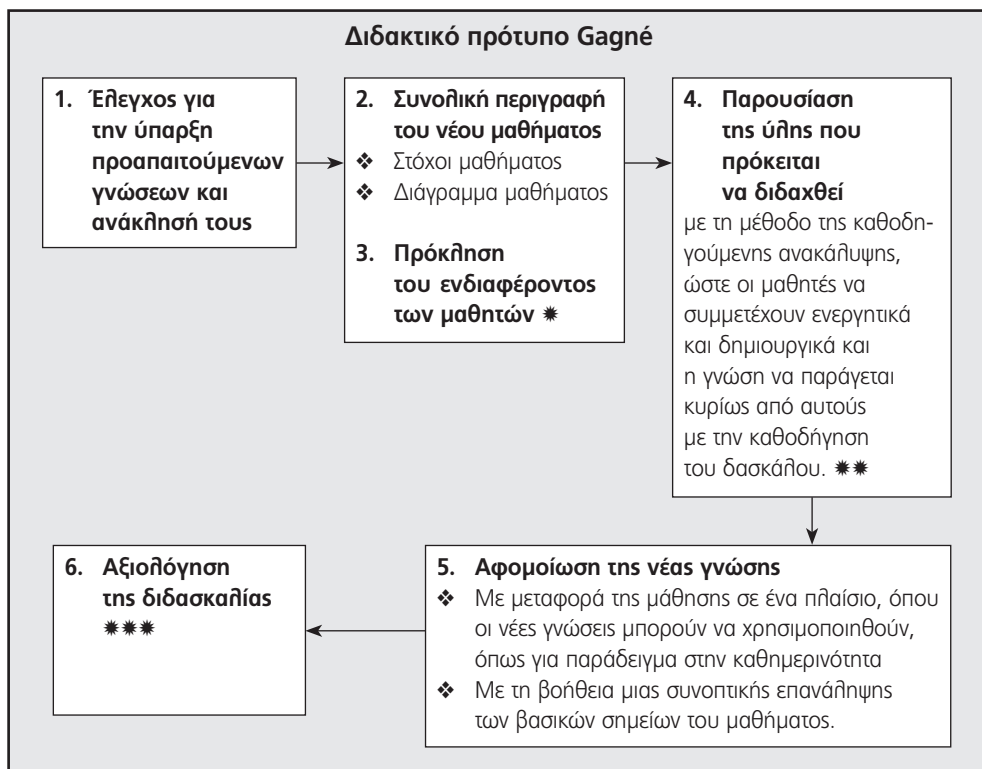 Διδακτικό πρότυπο Gagné
1. Έλεγχος για
την ύπαρξη
προαπαιτούμενων
γνώσεων και
ανάκλησή τους
2. Συνολική περιγραφή
του νέου μαθήματος
❖ Στόχοι μαθήματος
❖ Διάγραμμα μαθήματος
3. Πρόκληση
του ενδιαφέροντος
των μαθητών ✹
4. Παρουσίαση
της ύλης που
πρόκειται
να διδαχθεί
με τη μέθοδο της καθοδη-
γούμενης ανακάλυψης,
ώστε οι μαθητές να
συμμετέχουν ενεργητικά
και δημιουργικά και
η γνώση να παράγεται
κυρίως από αυτούς
με την καθοδήγηση
του δασκάλου. ✹✹
5. Αφομοίωση της νέας γνώσης
❖ Με μεταφορά της μάθησης σε ένα πλαίσιο, όπου
οι νέες γνώσεις μπορούν να χρησιμοποιηθούν,
όπως για παράδειγμα στην καθημερινότητα
❖ Με τη βοήθεια μιας συνοπτικής επανάληψης
των βασικών σημείων του μαθήματος.
6. Αξιολόγηση
της διδασκαλίας
✹✹✹